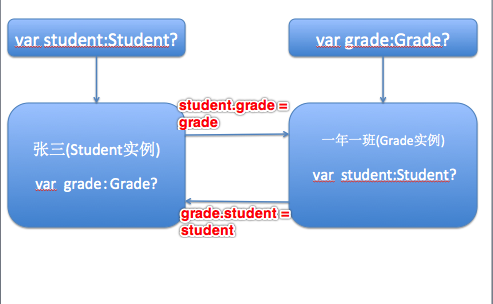 var student:Student?
var grade:Grade?
student.grade =
grade
张三(Student实例)
var grade:Grade?
一年一班(Grade实例)
var student:Student?
grade.student =
student